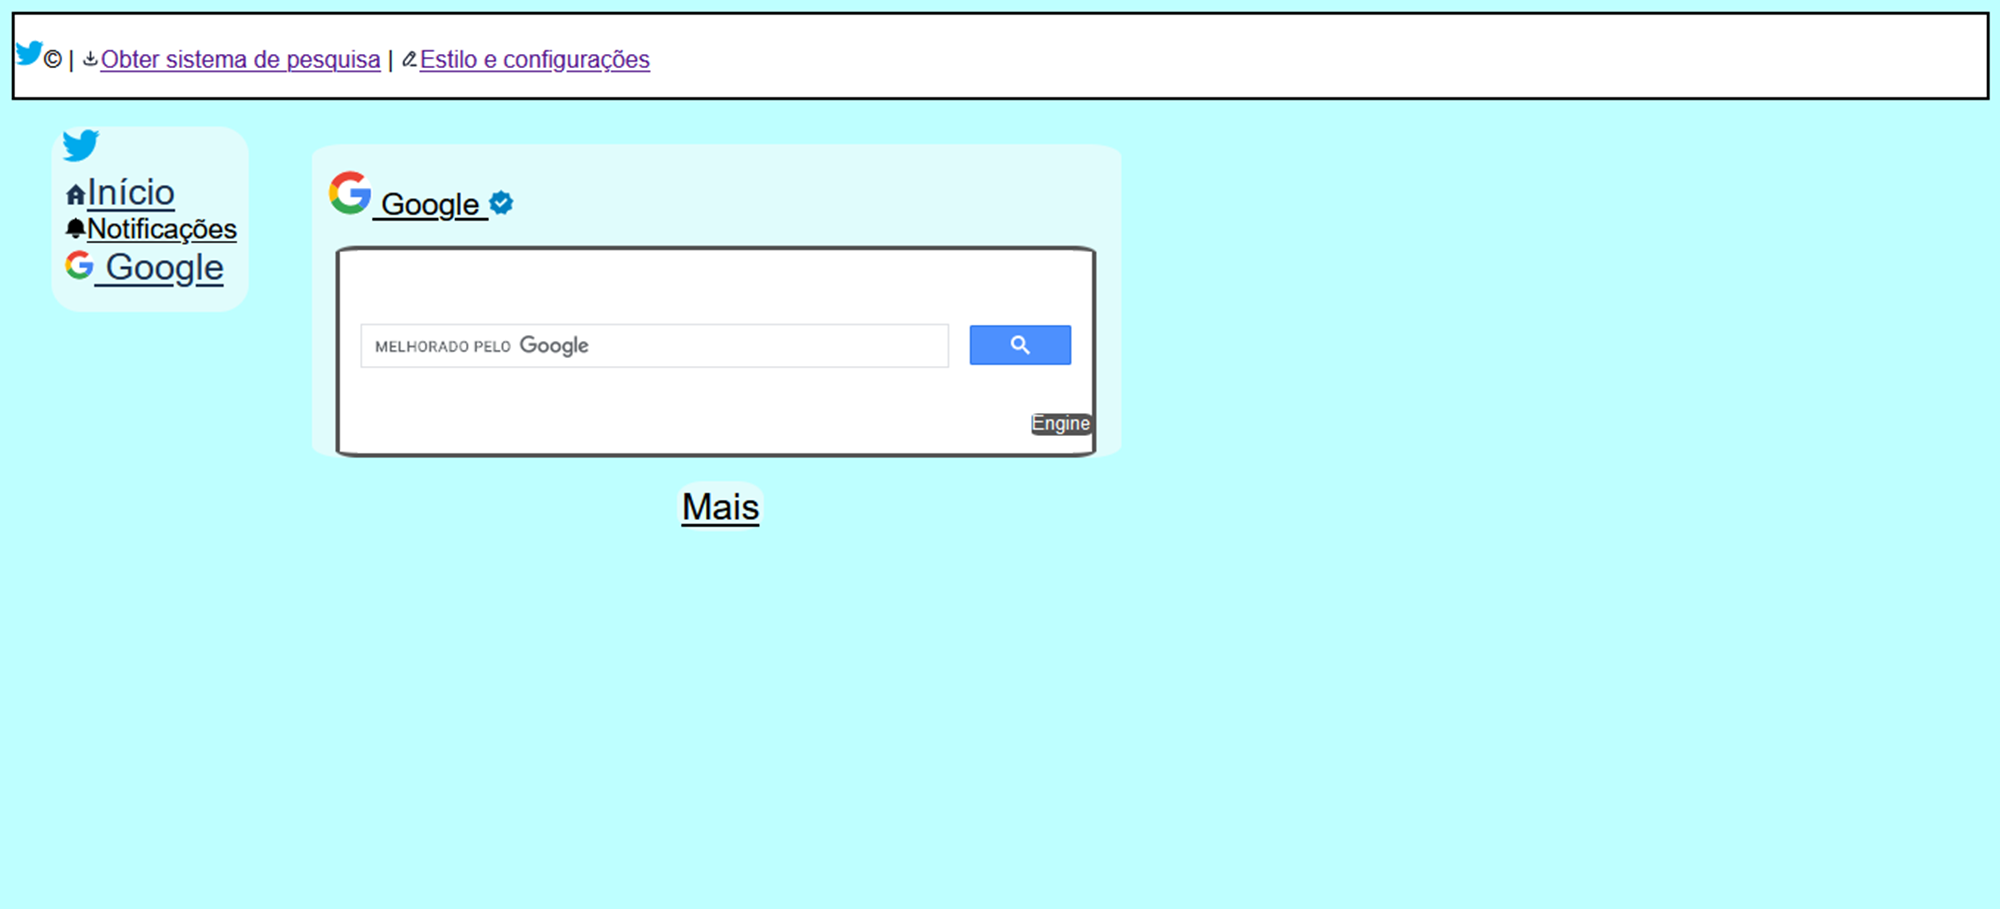 © | Obter sistema de pesquisa | Estilo e configurações
Início
Notificações
Google
Google
MELHORADO PELO Google
Engine
Mais